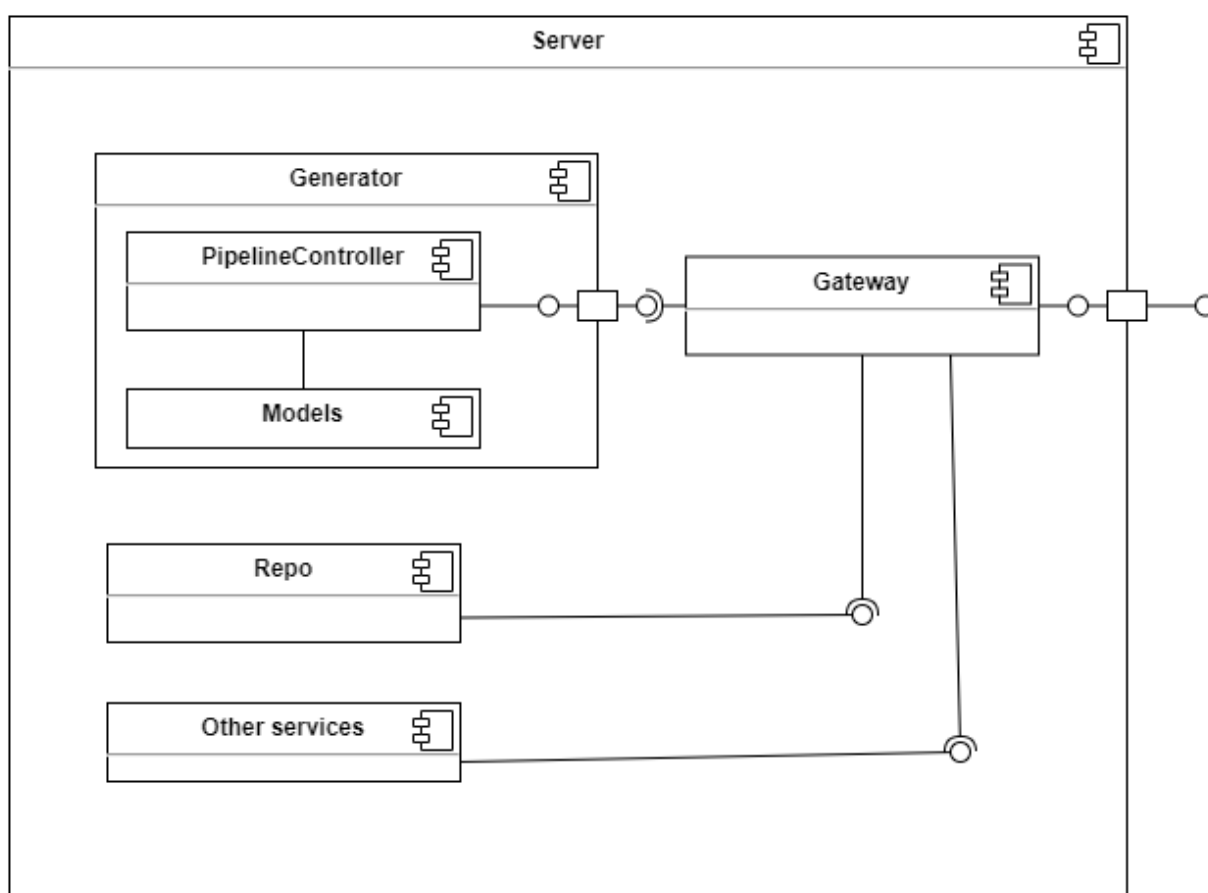 Server
Generator
PipelineController
Gateway
Models
Repo
Other services